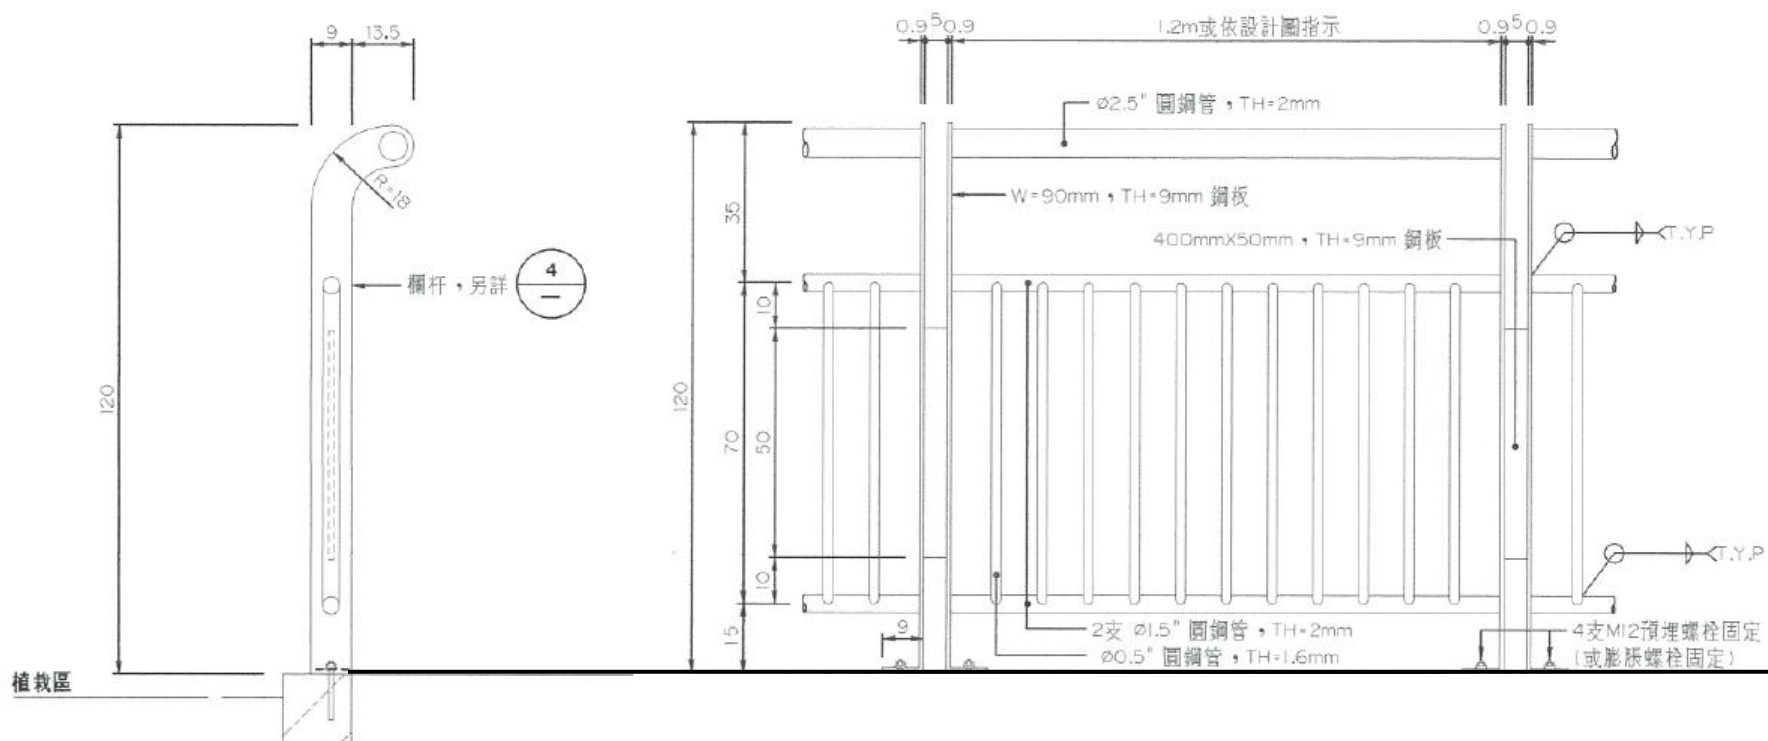 9 13.5
120
R=18
欄杆，另詳
4
—
植栽區
0.9 5 0.9
1.2m或依設計圖指示
0.9 5 0.9
Ø2.5" 圓鋼管，TH=2mm
W=90mm，TH=9mm 鋼板
400mmX50mm，TH=9mm 鋼板
T.Y.P
120
35
70
15
10
50
10
9
2支 Ø1.5" 圓鋼管，TH=2mm
Ø0.5" 圓鋼管，TH=1.6mm
T.Y.P
4支M12預埋螺栓固定
(或膨脹螺栓固定)